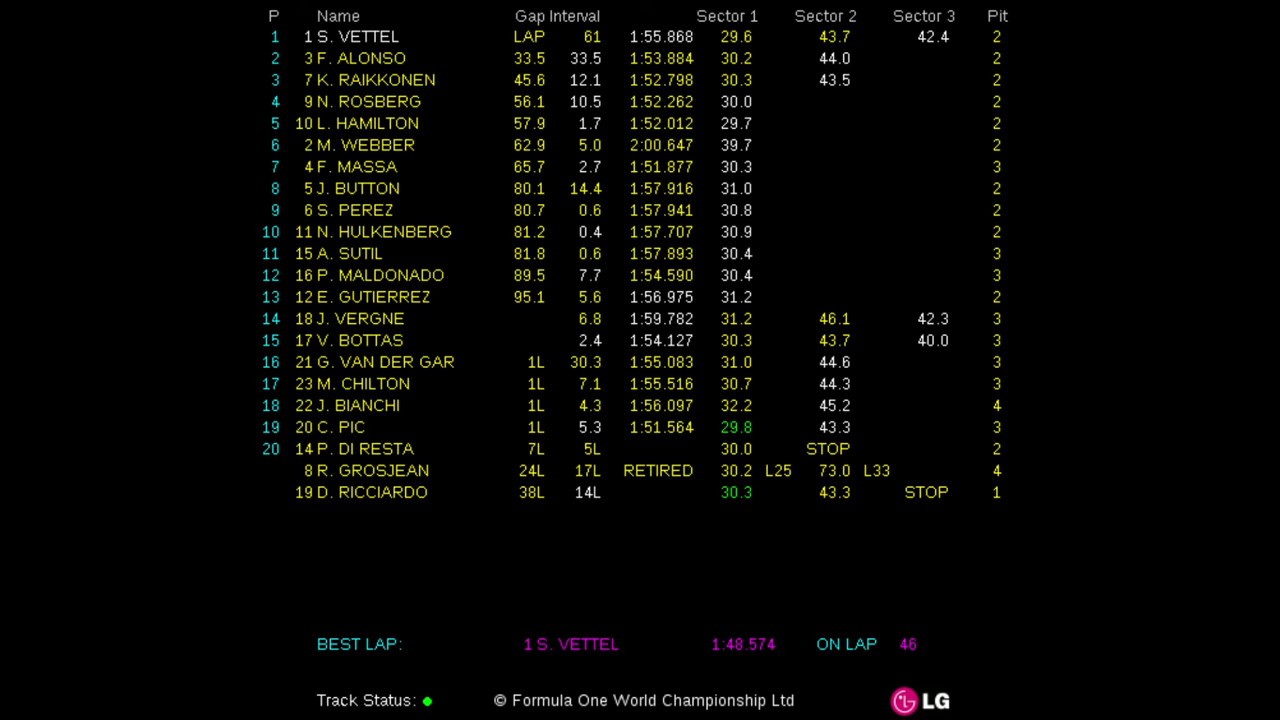 P Name Gap Interval Sector 1 Sector 2 Sector 3 Pit
1 1 S. VETTEL LAP 61 1:55.868 29.6 43.7 42.4 2
2 3 F. ALONSO 33.5 33.5 1:53.884 30.2 44.0 2
3 7 K. RAIKKONEN 45.6 12.1 1:52.798 30.3 43.5 2
4 9 N. ROSBERG 56.1 10.5 1:52.262 30.0 2
5 10 L. HAMILTON 57.9 1.7 1:52.012 29.7 2
6 2 M. WEBBER 62.9 5.0 2:00.647 39.7 2
7 4 F. MASSA 65.7 2.7 1:51.877 30.3 3
8 5 J. BUTTON 80.1 14.4 1:57.916 31.0 2
9 6 S. PEREZ 80.7 0.6 1:57.941 30.8 2
10 11 N. HULKENBERG 81.2 0.4 1:57.707 30.9 2
11 15 A. SUTIL 81.8 0.6 1:57.893 30.4 3
12 16 P. MALDONADO 89.5 7.7 1:54.590 30.4 3
13 12 E. GUTIERREZ 95.1 5.6 1:56.975 31.2 2
14 18 J. VERGNE 6.8 1:59.782 31.2 46.1 42.3 3
15 17 V. BOTTAS 2.4 1:54.127 30.3 43.7 40.0 3
16 21 G. VAN DER GAR 1L 30.3 1:55.083 31.0 44.6 3
17 23 M. CHILTON 1L 7.1 1:55.516 30.7 44.3 3
18 22 J. BIANCHI 1L 4.3 1:56.097 32.2 45.2 4
19 20 C. PIC 1L 5.3 1:51.564 29.8 43.3 3
20 14 P. DI RESTA 7L 5L 30.0 STOP 2
8 R. GROSJEAN 24L 17L RETIRED 30.2 L25 73.0 L33 4
19 D. RICCIARDO 38L 14L 30.3 43.3 STOP 1
BEST LAP: 1 S. VETTEL 1:48.574 ON LAP 46
Track Status: © Formula One World Championship Ltd LG